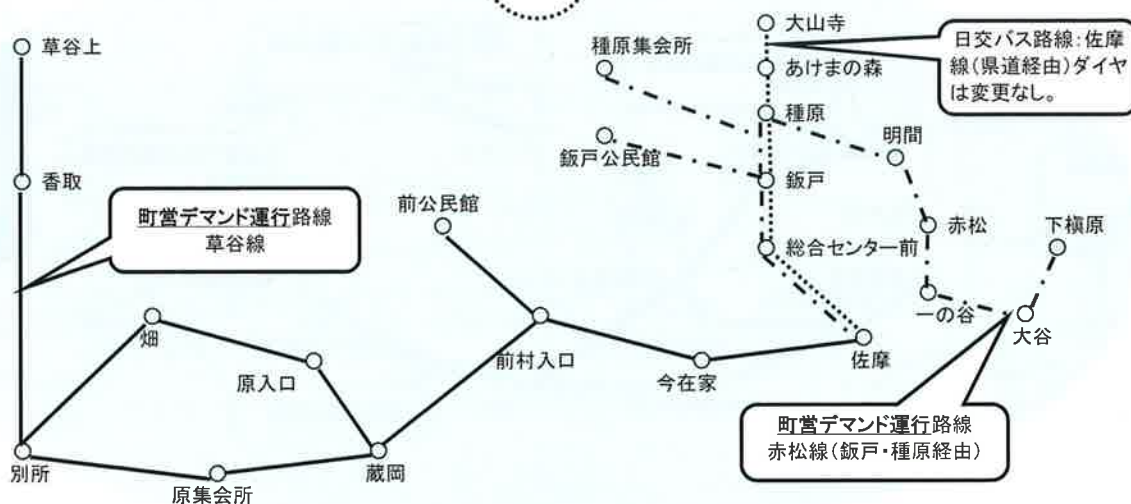 大山寺
草谷上
種原集会所
日交バス路線:佐摩
線(県道経由)ダイヤ
は変更なし。
あけまの森
種原
明間
鈑戸公民館
香取
鈑戸
町営デマンド運行路線
草谷線
前公民館
赤松
下槇原
総合センター前
一の谷
大谷
畑
前村入口
佐摩
原入口
今在家
町営デマンド運行路線
赤松線(鈑戸・種原経由)
別所
蔵岡
原集会所